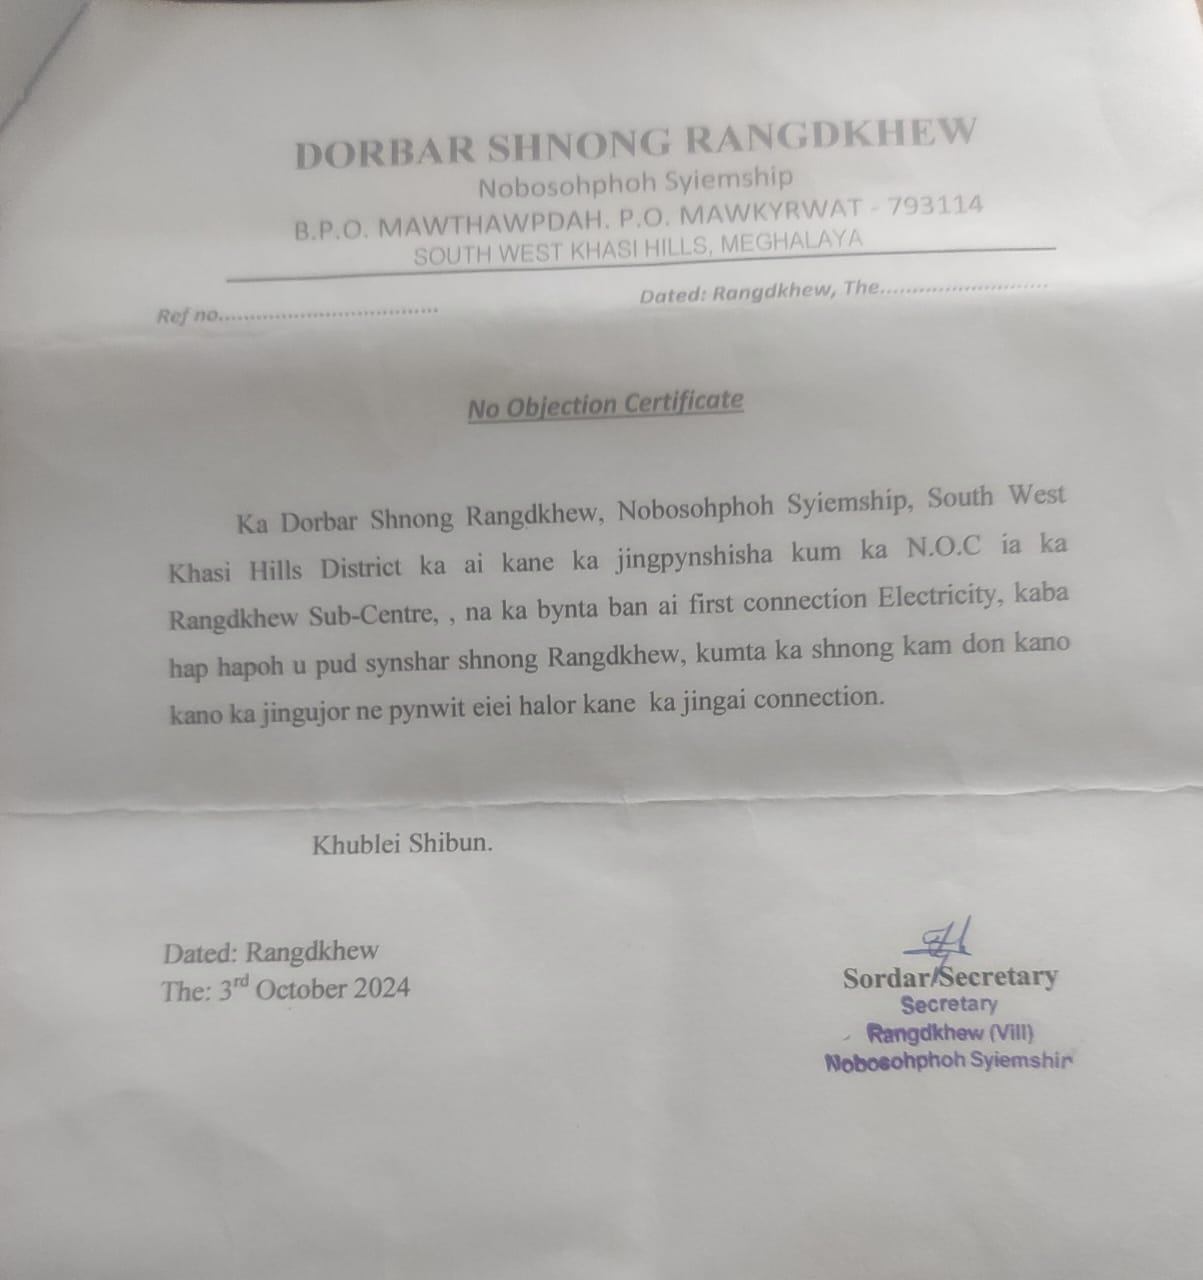 DORBAR SHNONG RANGDKHEW
Nobosohphoh Syiemship
B.P.O. MAWTHAWPDAH. P.O. MAWKYRWAT - 793114
SOUTH WEST KHASI HILLS, MEGHALAYA
Ref no...................................
Dated: Rangdkhew, The..........................
No Objection Certificate
Ka Dorbar Shnong Rangdkhew, Nobosohphoh Syiemship, South West
Khasi Hills District ka ai kane ka jingpynshisha kum ka N.O.C ia ka
Rangdkhew Sub-Centre, , na ka bynta ban ai first connection Electricity, kaba
hap hapoh u pud synshar shnong Rangdkhew, kumta ka shnong kam don kano
kano ka jingujor ne pynwit eiei halor kane ka jingai connection.
Khublei Shibun.
Dated: Rangdkhew
The: 3rd October 2024
Sordar/Secretary
Secretary
Rangdkhew (Vill)
Nobosohphoh Syiemship